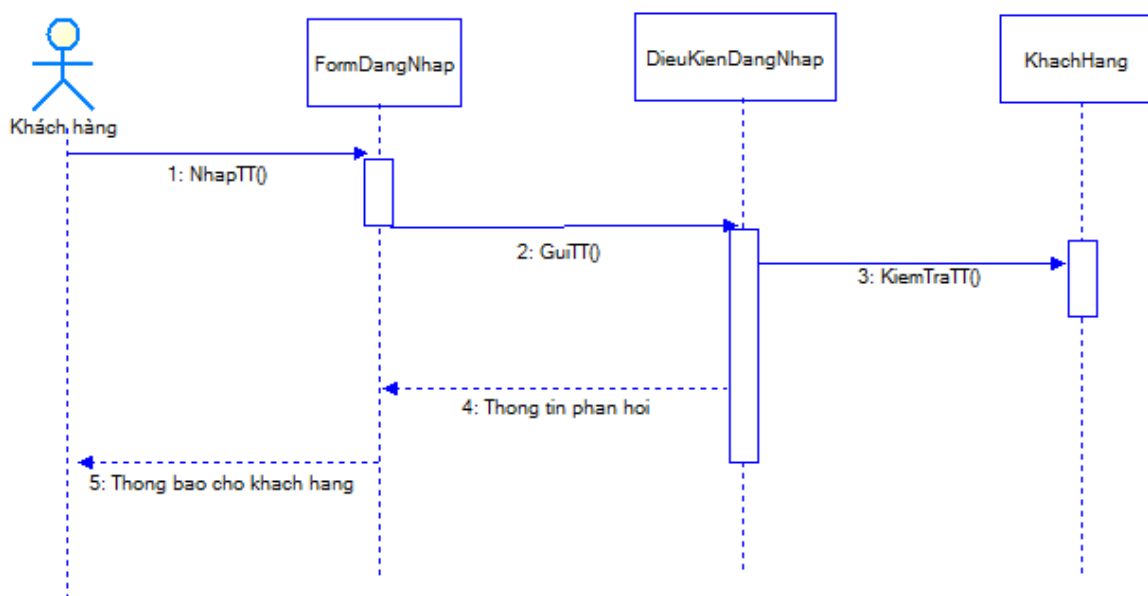 FormDangNhap
DieuKienDangNhap
KhachHang
Khách hàng
1: NhapTT()
2: GuiTT()
3: KiemTraTT()
4: Thong tin phan hoi
5: Thong bao cho khach hang